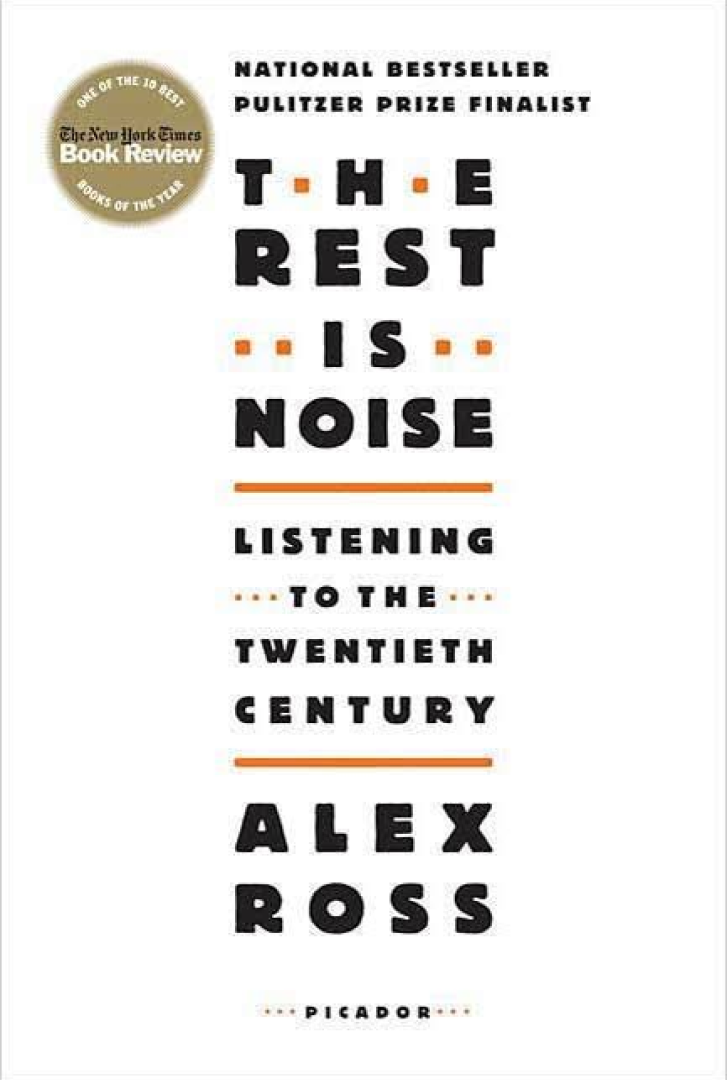 NATIONAL BESTSELLER
PULITZER PRIZE FINALIST
ONE OF THE 10 BEST
The New York Times
Book Review
BOOKS OF THE YEAR
T·H·E
REST
··IS··
NOISE
LISTENING
···TO THE···
TWENTIETH
CENTURY
ALEX
ROSS
···PICADOR···